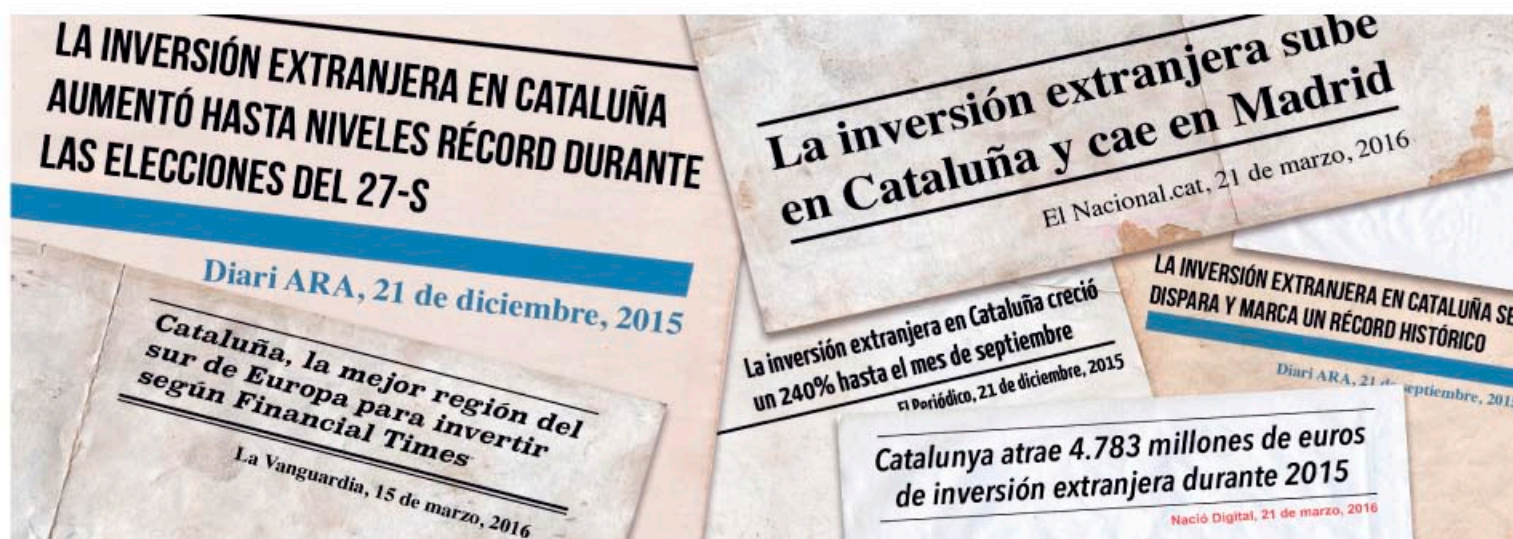 LA INVERSIÓN EXTRANJERA EN CATALUÑA
AUMENTÓ HASTA NIVELES RÉCORD DURANTE
LAS ELECCIONES DEL 27-S
Diari ARA, 21 de diciembre, 2015
Cataluña, la mejor región del
sur de Europa para invertir
según Financial Times
La Vanguardia, 15 de marzo, 2016
La inversión extranjera sube
en Cataluña y cae en Madrid
El Nacional.cat, 21 de marzo, 2016
La inversión extranjera en Cataluña creció
un 240% hasta el mes de septiembre
El Periódico, 21 de diciembre, 2015
LA INVERSIÓN EXTRANJERA EN CATALUÑA SE
DISPARA Y MARCA UN RÉCORD HISTÓRICO
Diari ARA, 21 de septiembre, 2015
Catalunya atrae 4.783 millones de euros
de inversión extranjera durante 2015
Nació Digital, 21 de marzo, 2016